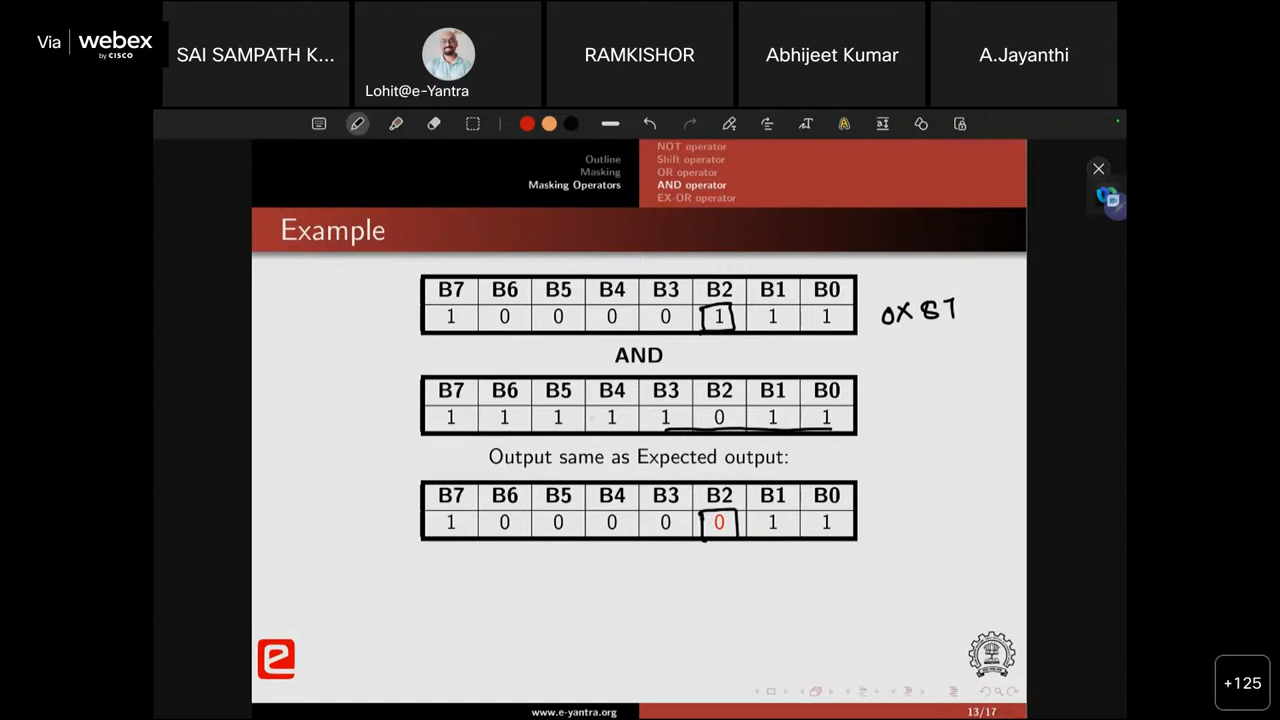 Via webex
by CISCO
SAI SAMPATH K...
Lohit@e-Yantra
RAMKISHOR
Abhijeet Kumar
A.Jayanthi
Outline
Masking
Masking Operators
NOT operator
Shift operator
OR operator
AND operator
EX-OR operator
Example
B7 B6 B5 B4 B3 B2 B1 B0
1 0 0 0 0 1 1 1
0X87
AND
B7 B6 B5 B4 B3 B2 B1 B0
1 1 1 1 1 0 1 1
Output same as Expected output:
B7 B6 B5 B4 B3 B2 B1 B0
1 0 0 0 0 0 1 1
+125
www.e-yantra.org
13/17